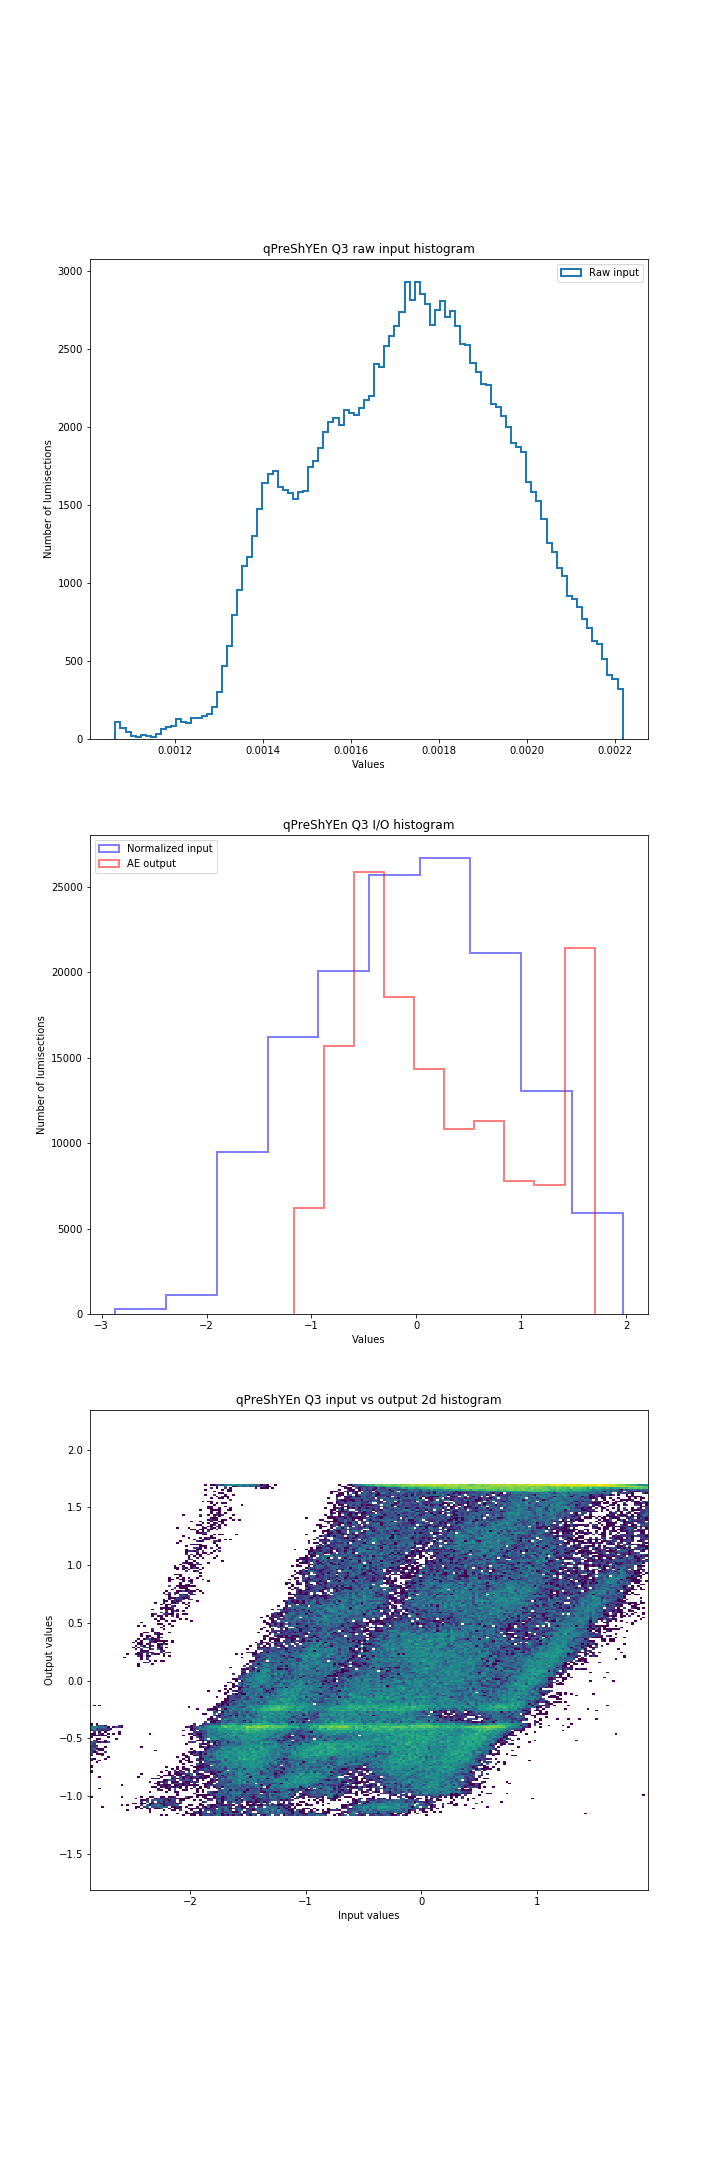 qPreShYEn Q3 raw input histogram
Raw input
3000
2500
2000
1500
1000
500
0
Number of lumisections
0.0012 0.0014 0.0016 0.0018 0.0020 0.0022
Values
qPreShYEn Q3 I/O histogram
Normalized input
AE output
25000
20000
15000
10000
5000
0
Number of lumisections
−3 −2 −1 0 1 2
Values
qPreShYEn Q3 input vs output 2d histogram
2.0
1.5
1.0
0.5
0.0
−0.5
−1.0
−1.5
Output values
−2 −1 0 1
Input values